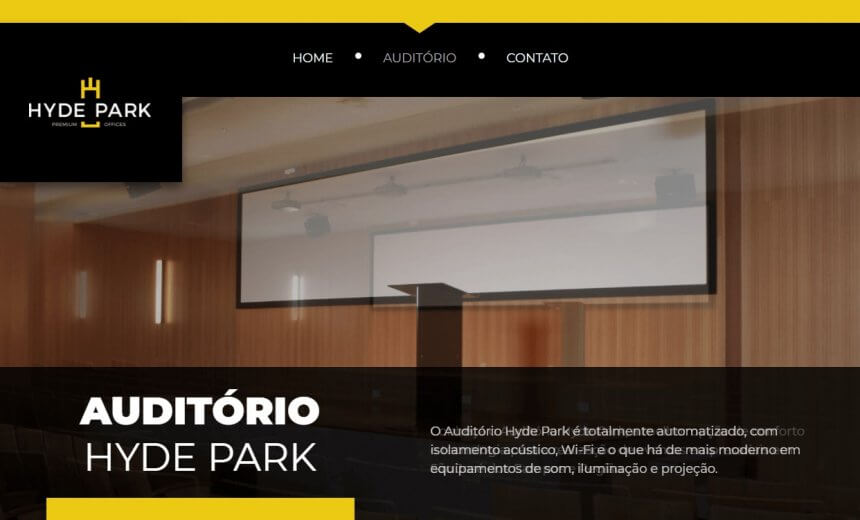 HOME • AUDITÓRIO • CONTATO
HYDE PARK
PREMIUM OFFICES
AUDITÓRIO
HYDE PARK
O Auditório Hyde Park é totalmente automatizado, com
isolamento acústico, Wi-Fi e o que há de mais moderno em
equipamentos de som, iluminação e projeção.